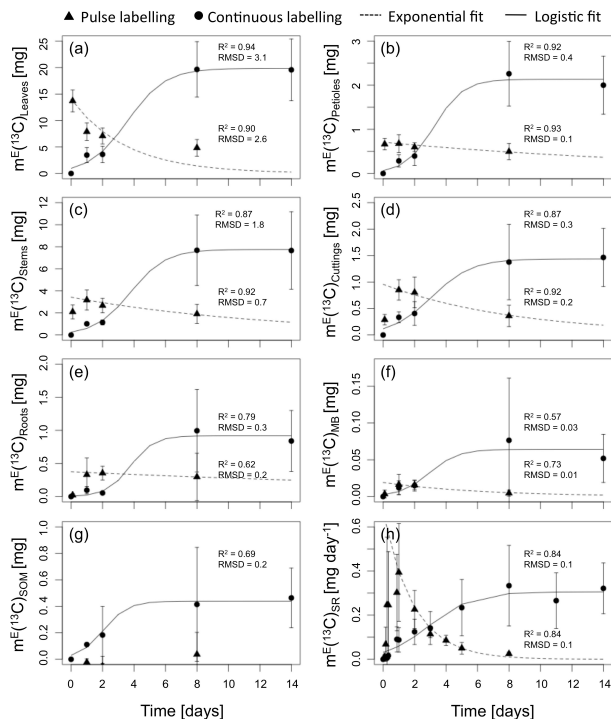 Pulse labelling Continuous labelling Exponential fit Logistic fit
(a)
R² = 0.94
RMSD = 3.1
R² = 0.90
RMSD = 2.6
mᴱ(¹³C)Leaves [mg]
0 5 10 15 20 25
(b)
R² = 0.92
RMSD = 0.4
R² = 0.93
RMSD = 0.1
mᴱ(¹³C)Petioles [mg]
0 1 2 3
(c)
R² = 0.87
RMSD = 1.8
R² = 0.92
RMSD = 0.7
mᴱ(¹³C)Stems [mg]
0 2 4 6 8 10 12
(d)
R² = 0.87
RMSD = 0.3
R² = 0.92
RMSD = 0.2
mᴱ(¹³C)Cuttings [mg]
0.0 0.5 1.0 1.5 2.0 2.5
(e)
R² = 0.79
RMSD = 0.3
R² = 0.62
RMSD = 0.2
mᴱ(¹³C)Roots [mg]
0.0 0.5 1.0 1.5 2.0
(f)
R² = 0.57
RMSD = 0.03
R² = 0.73
RMSD = 0.01
mᴱ(¹³C)MB [mg]
0.00 0.05 0.10 0.15
(g)
R² = 0.69
RMSD = 0.2
mᴱ(¹³C)SOM [mg]
0.0 0.2 0.4 0.6 0.8 1.0
0 2 4 6 8 10 12 14
Time [days]
(h)
R² = 0.84
RMSD = 0.1
R² = 0.84
RMSD = 0.1
mᴱ(¹³C)SR [mg day⁻¹]
0.0 0.2 0.4 0.6
0 2 4 6 8 10 12 14
Time [days]